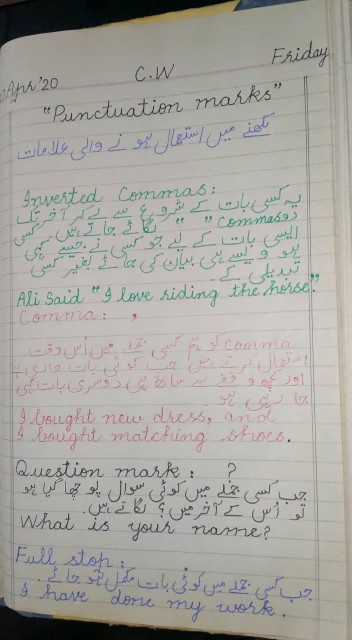 Apr '20
C.W
Friday
"Punctuation marks"
لکھنے میں استعمال ہونے والی علامات
Inverted Commas:
یہ کسی بات کے شروع سے لے کر آخر تک
دو commas " " لگائے جاتے ہیں کسی
ایسی بات کے لیے جو کسی نے جیسے کہی
ہو ویسے ہی بیان کی جائے بغیر کسی
تبدیلی کے۔
Ali Said "I love riding the horse."
Comma: ,
comma کو ہم کسی جملے میں اُس وقت
استعمال کرتے ہیں جب کوئی بات جاری ہو
اور کچھ وقفہ سے ساتھ ہی دوسری بات کہی
جا رہی ہو
I bought new dress, and
I bought matching shoes.
Question mark: ?
جب کسی جملے میں کوئی سوال پوچھا گیا ہو
تو اُس کے آخر میں ? لگاتے ہیں۔
What is your name?
Full stop:
جب کسی جملے میں کوئی بات مکمل ہو جائے۔
I have done my work.